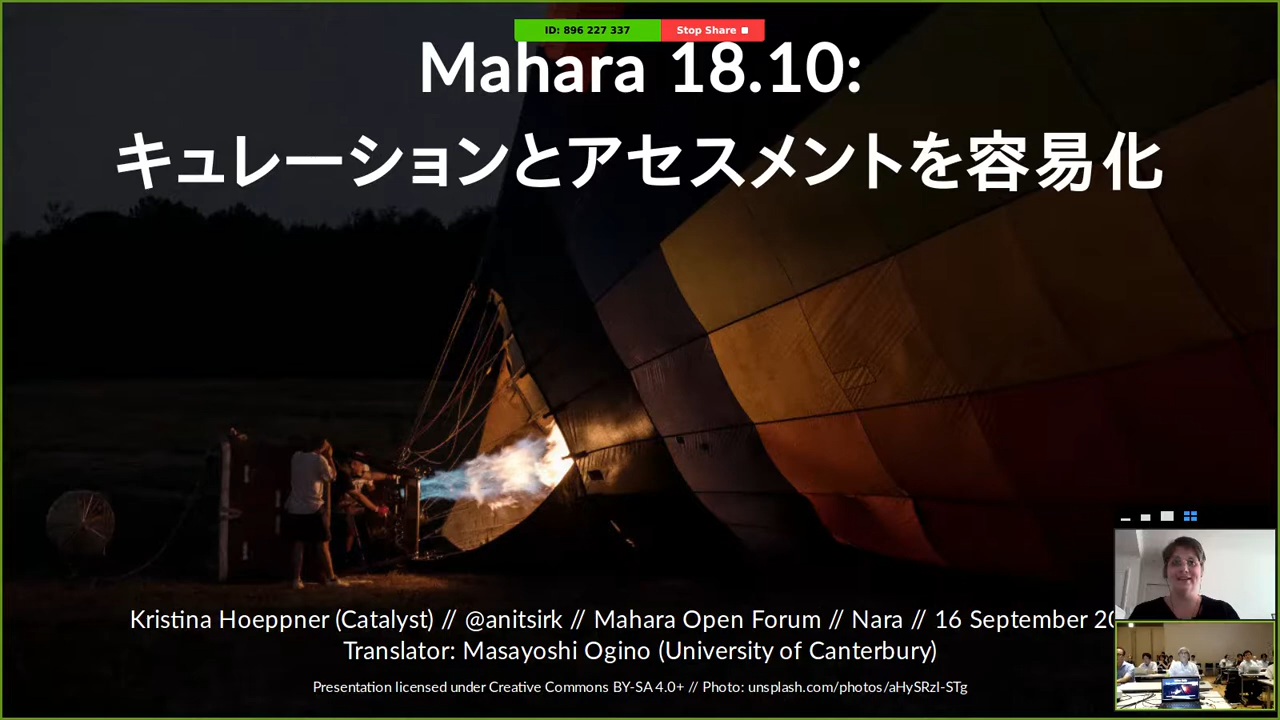 ID: 896 227 337 Stop Share
Mahara 18.10:
キュレーションとアセスメントを容易化
Kristina Hoeppner (Catalyst) // @anitsirk // Mahara Open Forum // Nara // 16 September
Translator: Masayoshi Ogino (University of Canterbury)
Presentation licensed under Creative Commons BY-SA 4.0+ // Photo: unsplash.com/photos/aHySRzI-STg